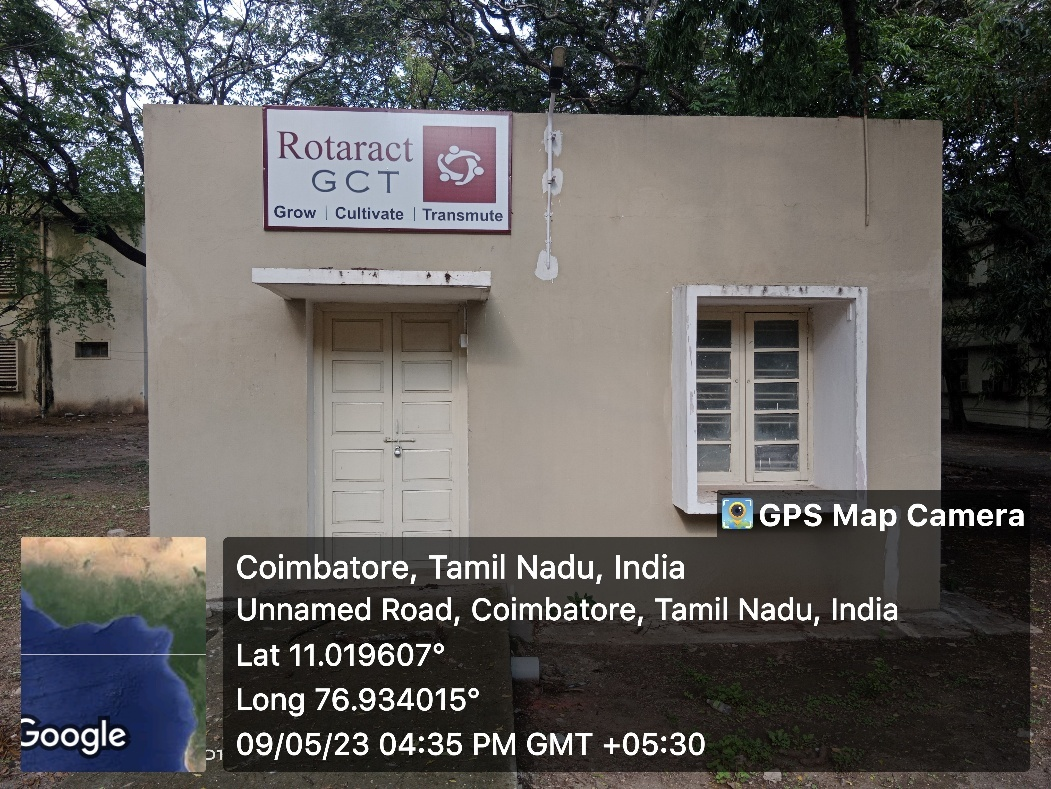 Rotaract
GCT
Grow | Cultivate | Transmute
GPS Map Camera
Coimbatore, Tamil Nadu, India
Unnamed Road, Coimbatore, Tamil Nadu, India
Lat 11.019607°
Long 76.934015°
09/05/23 04:35 PM GMT +05:30
Google